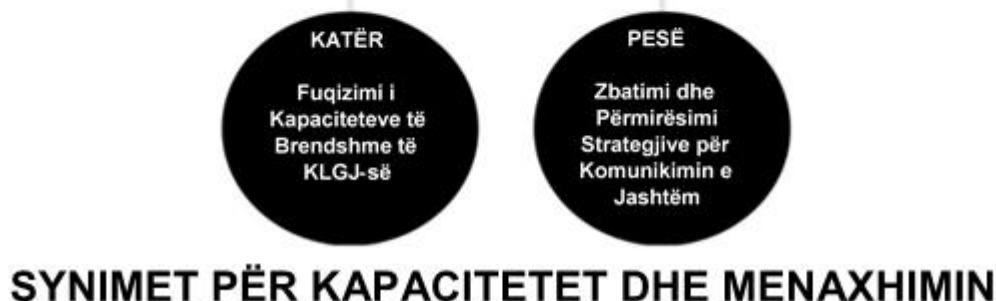 KATËR
Fuqizimi i
Kapaciteteve të
Brendshme të
KLGJ-së
PESË
Zbatimi dhe
Përmirësimi
Strategjive për
Komunikimin e
Jashtëm
SYNIMET PËR KAPACITETET DHE MENAXHIMIN